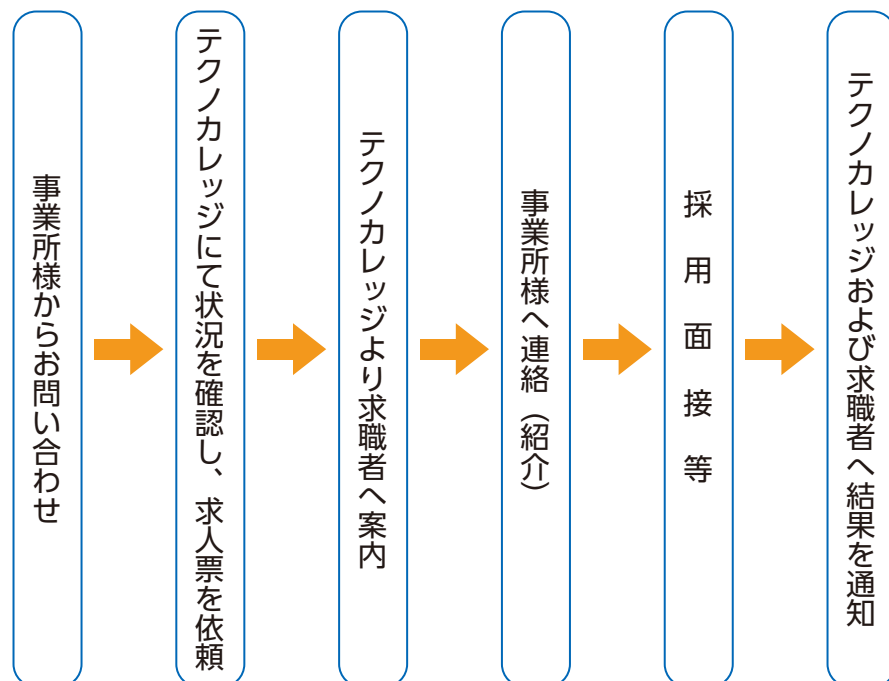 事業所様からお問い合わせ
テクノカレッジにて状況を確認し、求人票を依頼
テクノカレッジより求職者へ案内
事業所様へ連絡（紹介）
採用面接等
テクノカレッジおよび求職者へ結果を通知